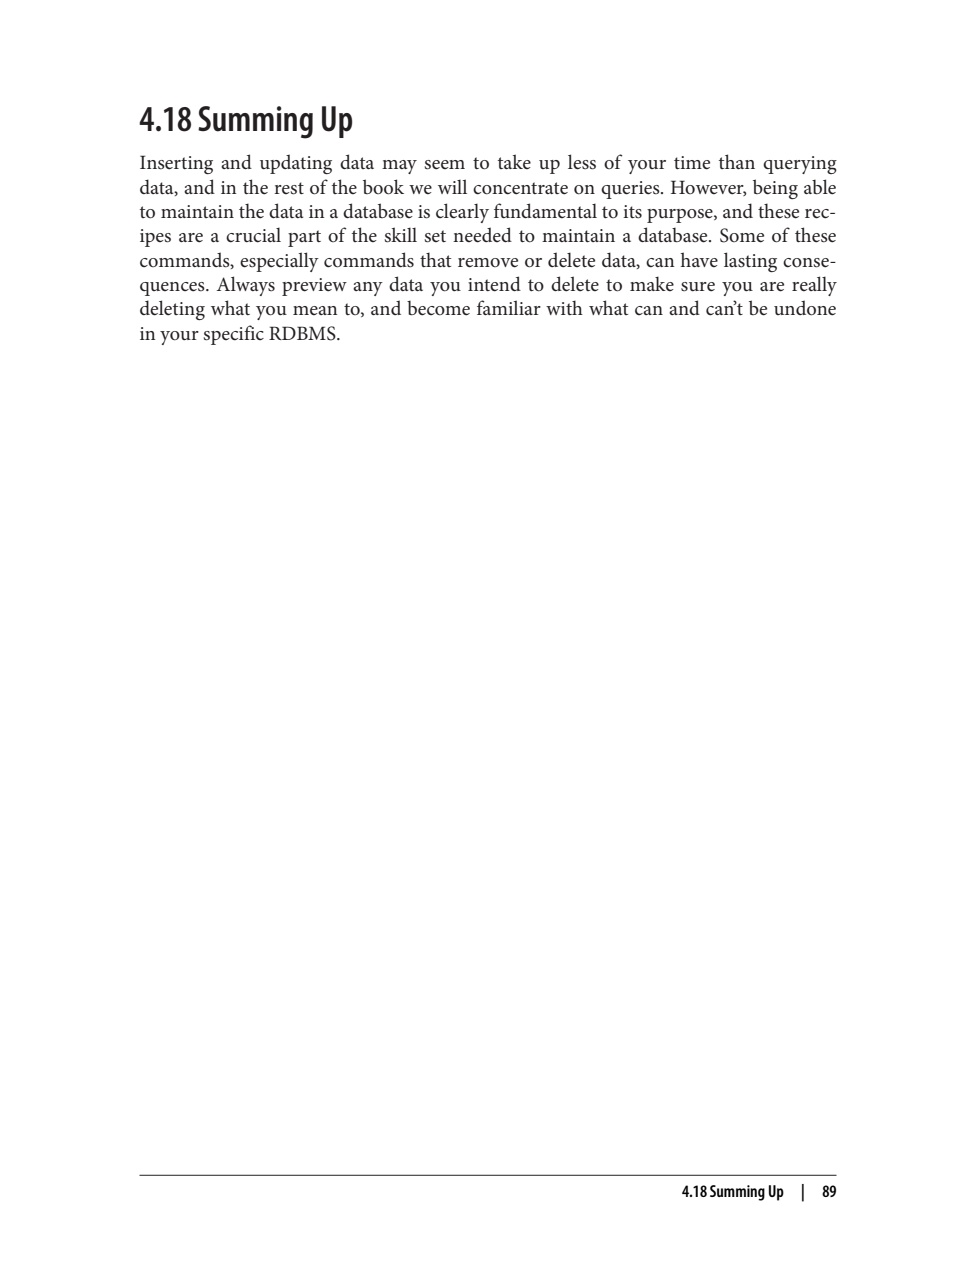 4.18 Summing Up
Inserting and updating data may seem to take up less of your time than querying
data, and in the rest of the book we will concentrate on queries. However, being able
to maintain the data in a database is clearly fundamental to its purpose, and these rec-
ipes are a crucial part of the skill set needed to maintain a database. Some of these
commands, especially commands that remove or delete data, can have lasting conse-
quences. Always preview any data you intend to delete to make sure you are really
deleting what you mean to, and become familiar with what can and can’t be undone
in your specific RDBMS.
4.18 Summing Up | 89